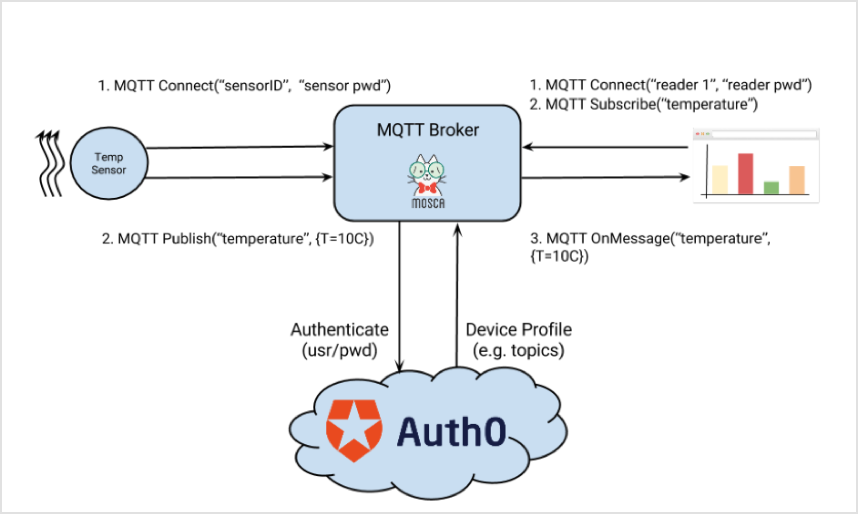 1. MQTT Connect(“sensorID”,  “sensor pwd”)
1. MQTT Connect(“reader 1”, “reader pwd”)
2. MQTT Subscribe(“temperature”)
MQTT Broker
MOSCA
Temp
Sensor
2. MQTT Publish(“temperature”, {T=10C})
3. MQTT OnMessage(“temperature”,
{T=10C})
Authenticate
(usr/pwd)
Device Profile
(e.g. topics)
Auth0